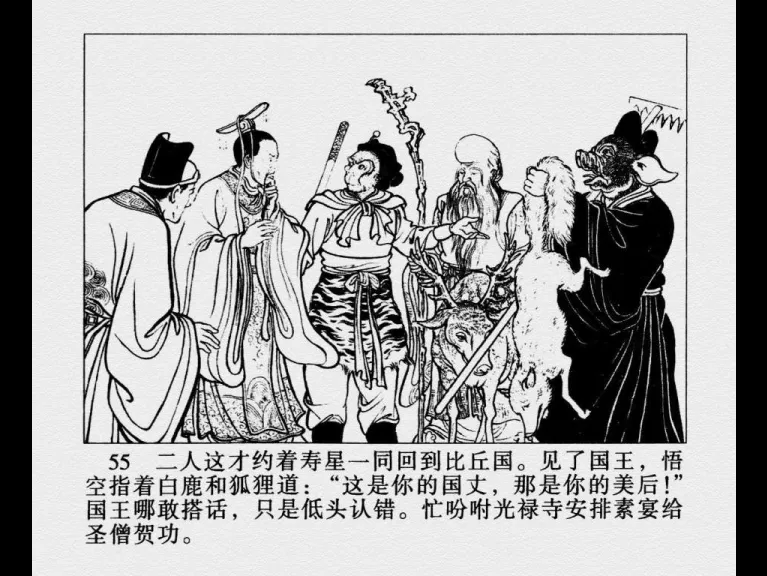 55 二人这才约着寿星一同回到比丘国。见了国王，悟
空指着白鹿和狐狸道：“这是你的国丈，那是你的美后！”
国王哪敢搭话，只是低头认错。忙吩咐光禄寺安排素宴给
圣僧贺功。